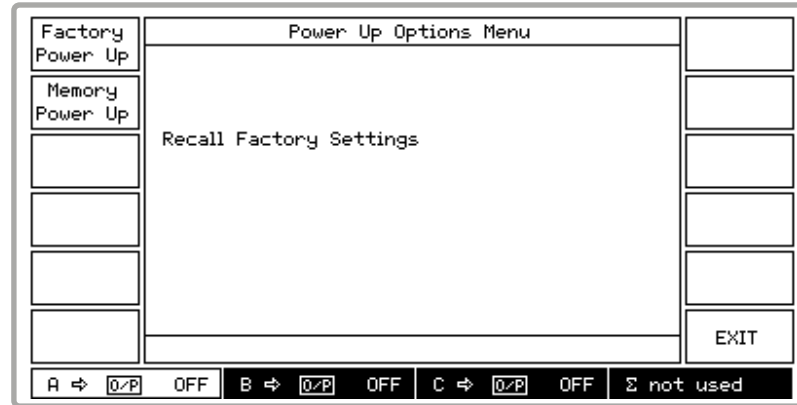 Factory
Power Up
Power Up Options Menu
Memory
Power Up
Recall Factory Settings
EXIT
A ⇨ O/P OFF
B ⇨ O/P OFF
C ⇨ O/P OFF
Σ not used